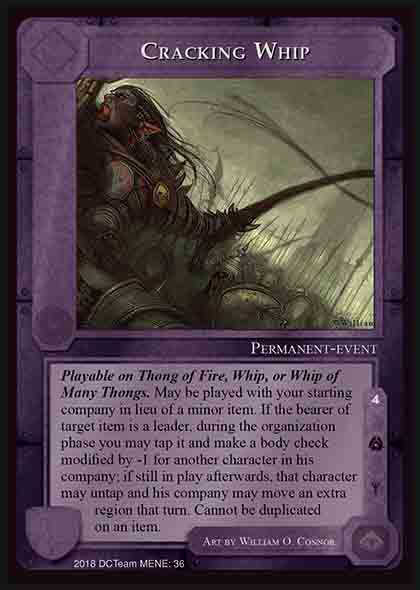 Cracking Whip
©William
Permanent-event
Playable on Thong of Fire, Whip, or Whip of
Many Thongs. May be played with your starting
company in lieu of a minor item. If the bearer of
target item is a leader, during the organization
phase you may tap it and make a body check
modified by -1 for another character in his
company; if still in play afterwards, that character
may untap and his company may move an extra
region that turn. Cannot be duplicated
on an item.
4
Art by William O. Connor
2018 DCTeam MENE: 36